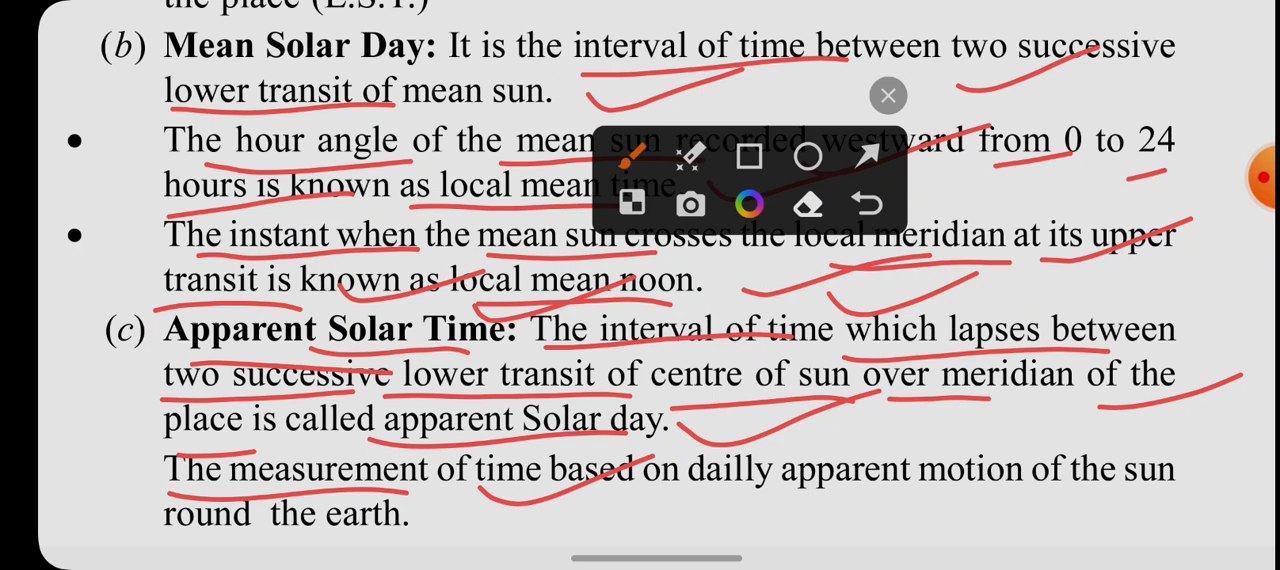 the place (L.S.T.)
(b) Mean Solar Day: It is the interval of time between two successive
lower transit of mean sun.
• The hour angle of the mean sun recorded westward from 0 to 24
hours is known as local mean time.
• The instant when the mean sun crosses the local meridian at its upper
transit is known as local mean noon.
(c) Apparent Solar Time: The interval of time which lapses between
two successive lower transit of centre of sun over meridian of the
place is called apparent Solar day.
The measurement of time based on dailly apparent motion of the sun
round the earth.